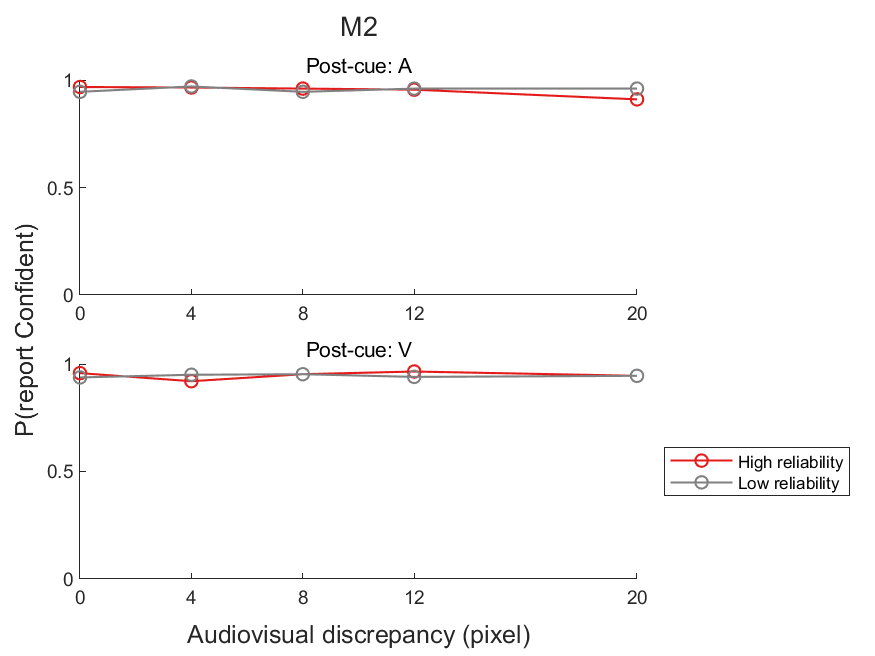 M2
Post-cue: A
1
0.5
0
0 4 8 12 20
P(report Confident)
Post-cue: V
1
0.5
0
0 4 8 12 20
Audiovisual discrepancy (pixel)
High reliability
Low reliability